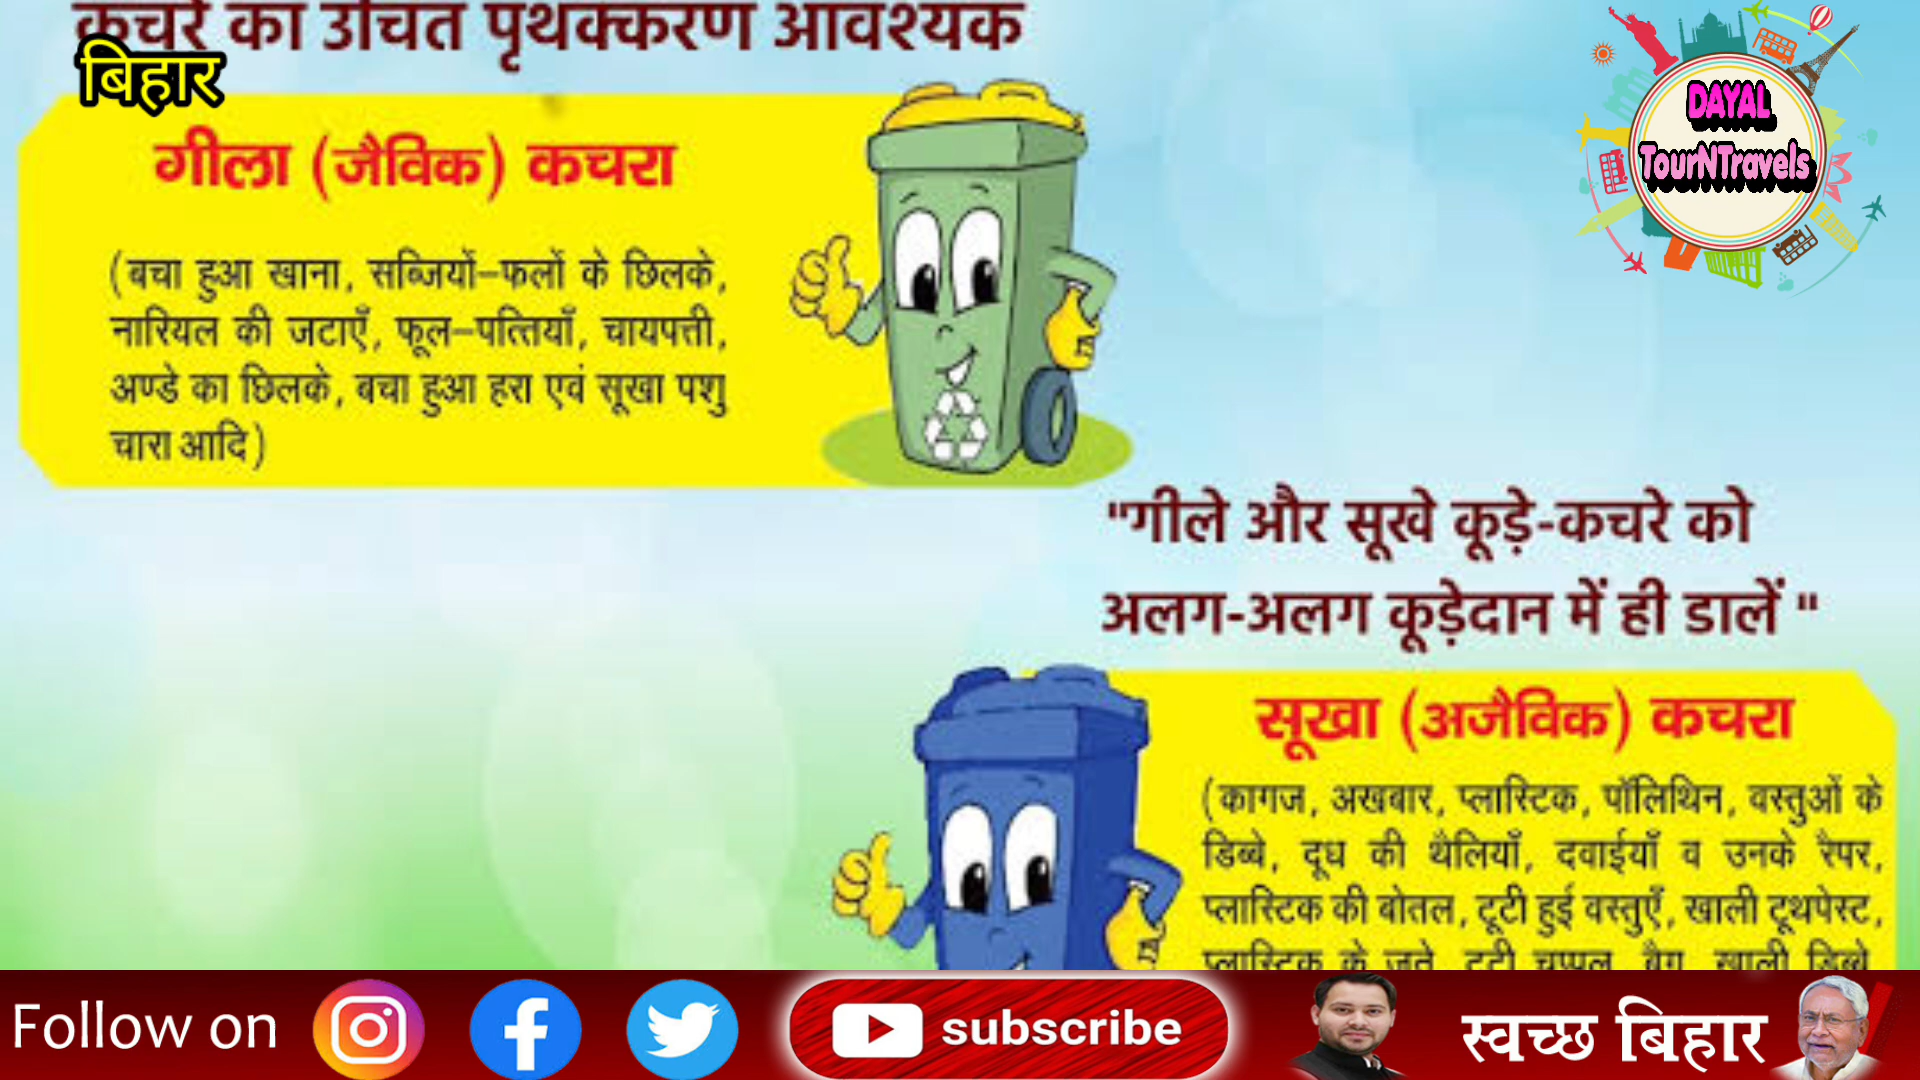 कचरे का उचित पृथक्करण आवश्यक
बिहार
गीला (जैविक) कचरा
(बचा हुआ खाना, सब्जियों–फलों के छिलके,
नारियल की जटाएँ, फूल–पत्तियाँ, चायपत्ती,
अण्डे का छिलके, बचा हुआ हरा एवं सूखा पशु
चारा आदि)
DAYAL
TourNTravels
"गीले और सूखे कूड़े-कचरे को
अलग-अलग कूड़ेदान में ही डालें "
सूखा (अजैविक) कचरा
(कागज, अखबार, प्लास्टिक, पॉलिथिन, वस्तुओं के
डिब्बे, दूध की थैलियाँ, दवाईयाँ व उनके रैपर,
प्लास्टिक की बोतल, टूटी हुई वस्तुएँ, खाली टूथपेस्ट,
प्लास्टिक के जूते, टूटी चप्पल, बैग, खाली डिब्बे,
Follow on
subscribe
स्वच्छ बिहार